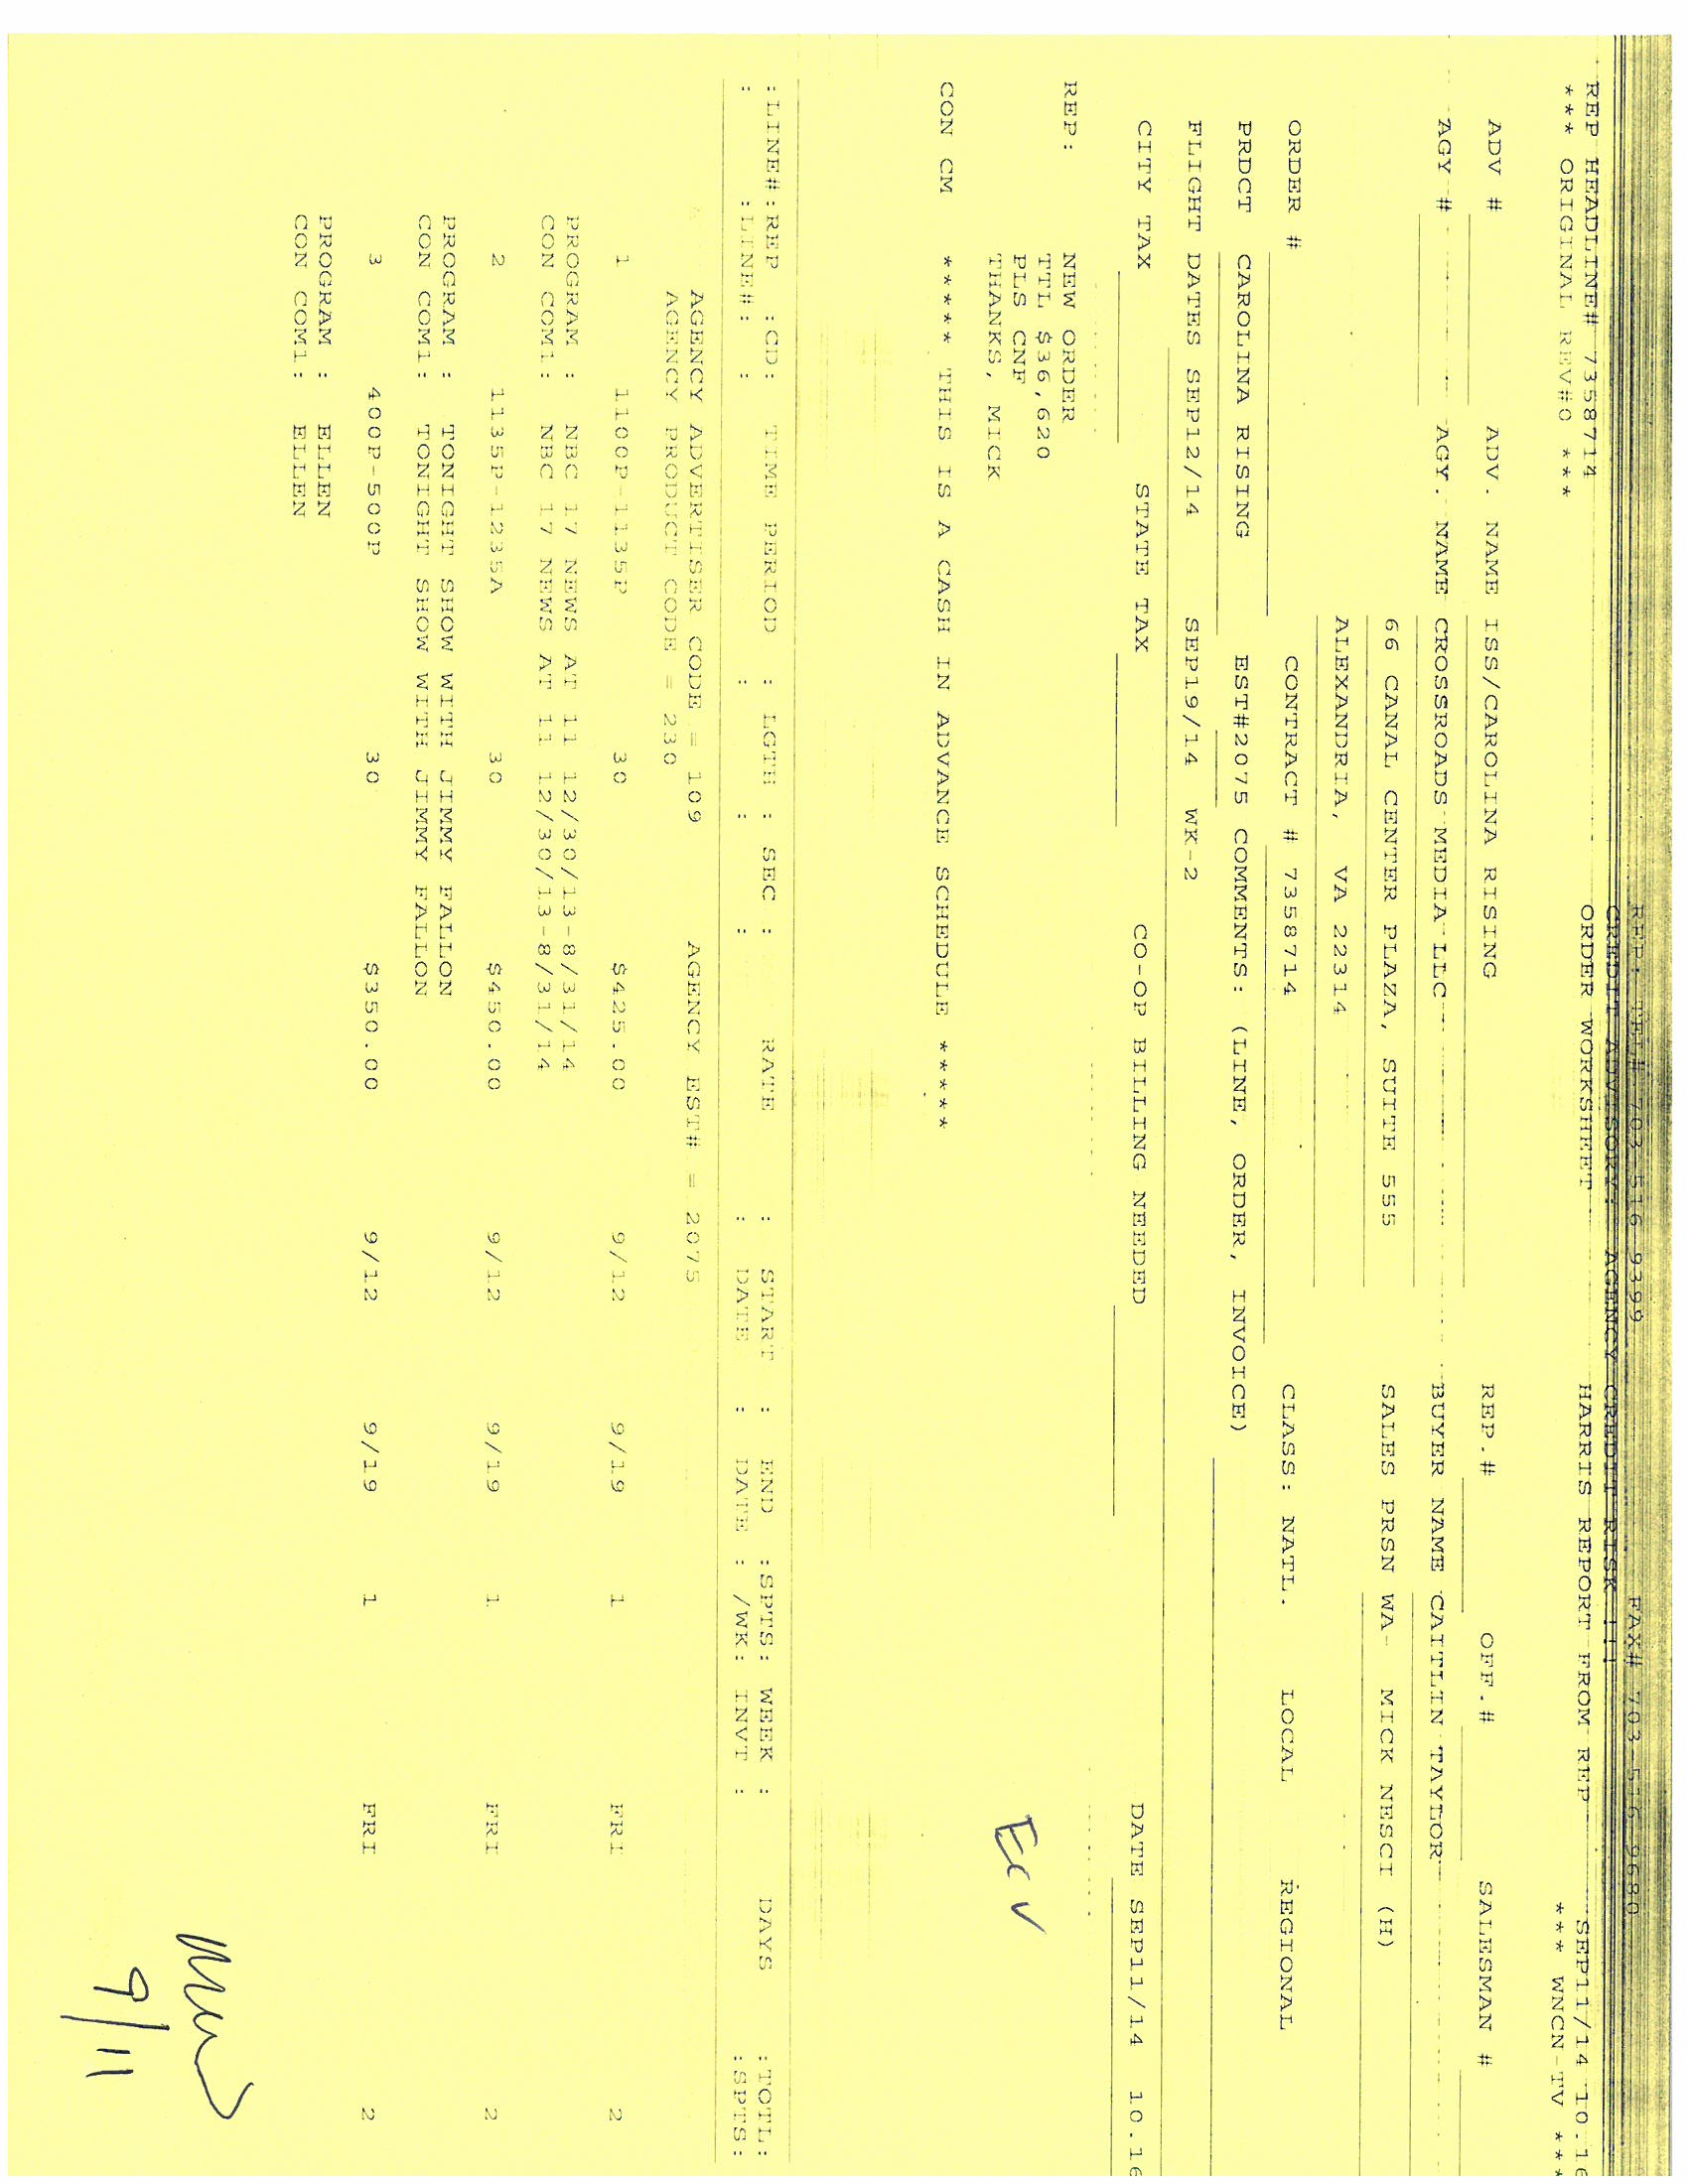 REP. TEL# 703-516-9399 FAX# 703-516-9680
CREDIT ADVISORY: AGENCY CREDIT RISK !!!
REP HEADLINE# 7358714 ORDER WORKSHEET HARRIS REPORT FROM REP SEP11/14 10.16
*** ORIGINAL REV#0 *** *** WNCN-TV ***
ADV # ADV. NAME ISS/CAROLINA RISING REP.# OFF.# SALESMAN #
AGY # AGY. NAME CROSSROADS MEDIA LLC BUYER NAME CAITLIN TAYLOR
66 CANAL CENTER PLAZA, SUITE 555 SALES PRSN WA- MICK NESCI (H)
ALEXANDRIA, VA 22314
ORDER # CONTRACT # 7358714 CLASS: NATL. LOCAL REGIONAL
PRDCT CAROLINA RISING EST#2075 COMMENTS: (LINE, ORDER, INVOICE)
FLIGHT DATES SEP12/14 SEP19/14 WK-2
CITY TAX STATE TAX CO-OP BILLING NEEDED DATE SEP11/14 10.16
REP: NEW ORDER
TTL $36,620
PLS CNF
THANKS, MICK
CON CM ***** THIS IS A CASH IN ADVANCE SCHEDULE *****
:LINE#:REP :CD: TIME PERIOD : LGTH : SEC : RATE : START : END :SPTS: WEEK : DAYS :TOTL:
: :LINE#: : : : : : DATE : DATE : /WK: INVT : :SPTS:
AGENCY ADVERTISER CODE = 109 AGENCY EST# = 2075
AGENCY PRODUCT CODE = 230
1 1100P-1135P 30 $425.00 9/12 9/19 1 FRI 2
PROGRAM : NBC 17 NEWS AT 11 12/30/13-8/31/14
CON COM1: NBC 17 NEWS AT 11 12/30/13-8/31/14
2 1135P-1235A 30 $450.00 9/12 9/19 1 FRI 2
PROGRAM : TONIGHT SHOW WITH JIMMY FALLON
CON COM1: TONIGHT SHOW WITH JIMMY FALLON
3 400P-500P 30 $350.00 9/12 9/19 1 FRI 2
PROGRAM : ELLEN
CON COM1: ELLEN
9/11